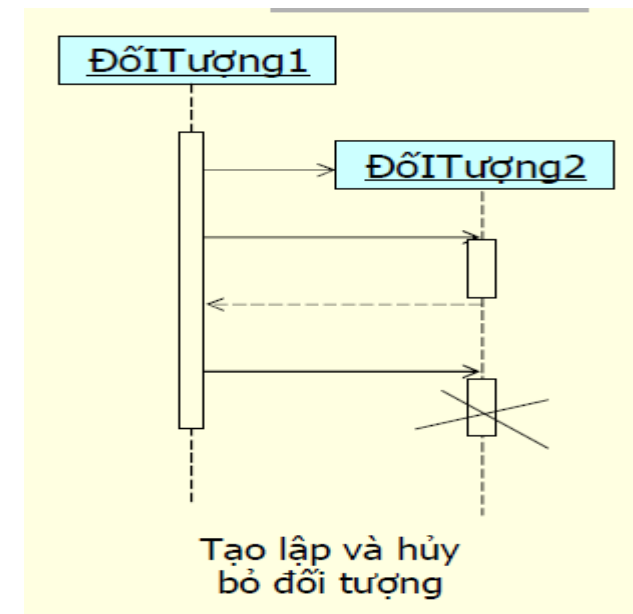 ĐốITượng1
ĐốITượng2
Tạo lập và hủy
bỏ đối tượng